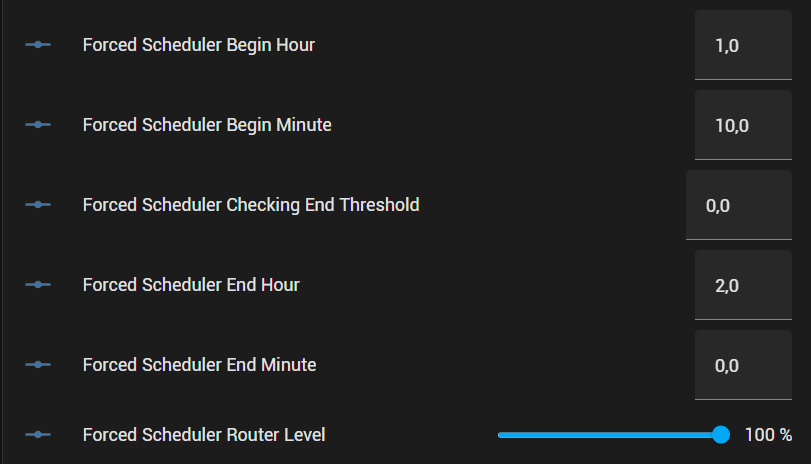 Forced Scheduler Begin Hour 1,0
Forced Scheduler Begin Minute 10,0
Forced Scheduler Checking End Threshold 0,0
Forced Scheduler End Hour 2,0
Forced Scheduler End Minute 0,0
Forced Scheduler Router Level 100 %